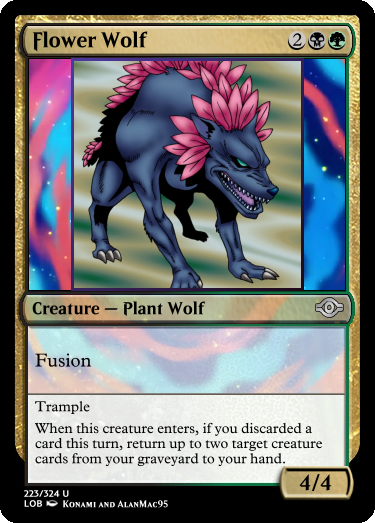 Flower Wolf 2
Creature — Plant Wolf
Fusion
Trample
When this creature enters, if you discarded a
card this turn, return up to two target creature
cards from your graveyard to your hand.
4/4
223/324 U
LOB Konami and AlanMac95